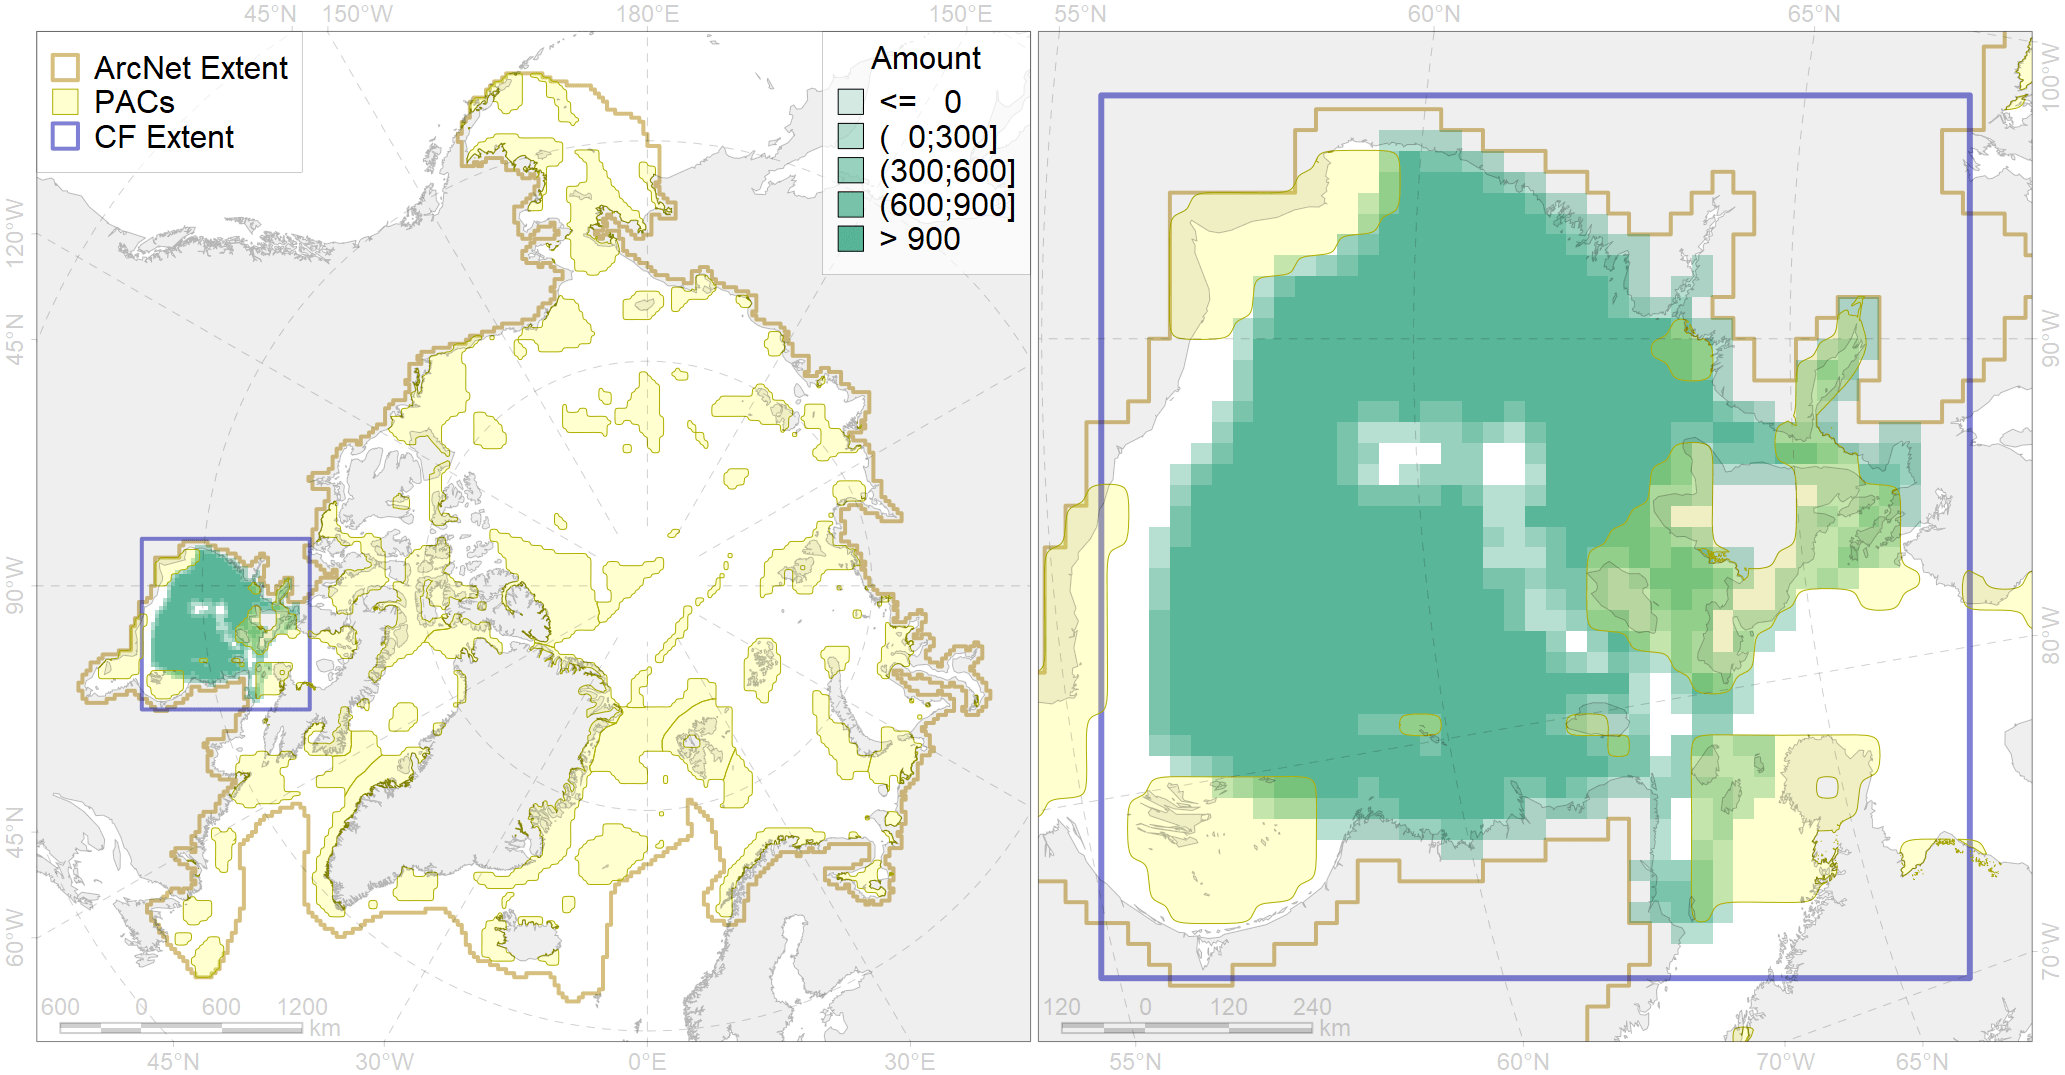 45°N 150°W 180°E 150°E 55°N 60°N 65°N
ArcNet Extent
PACs
CF Extent
Amount
<= 0
( 0;300]
(300;600]
(600;900]
> 900
120°W
45°N
90°W
45°N
60°W
100°W
90°W
80°W
70°W
600 0 600 1200
km
120 0 120 240
km
45°N 30°W 0°E 30°E 55°N 60°N 70°W 65°N